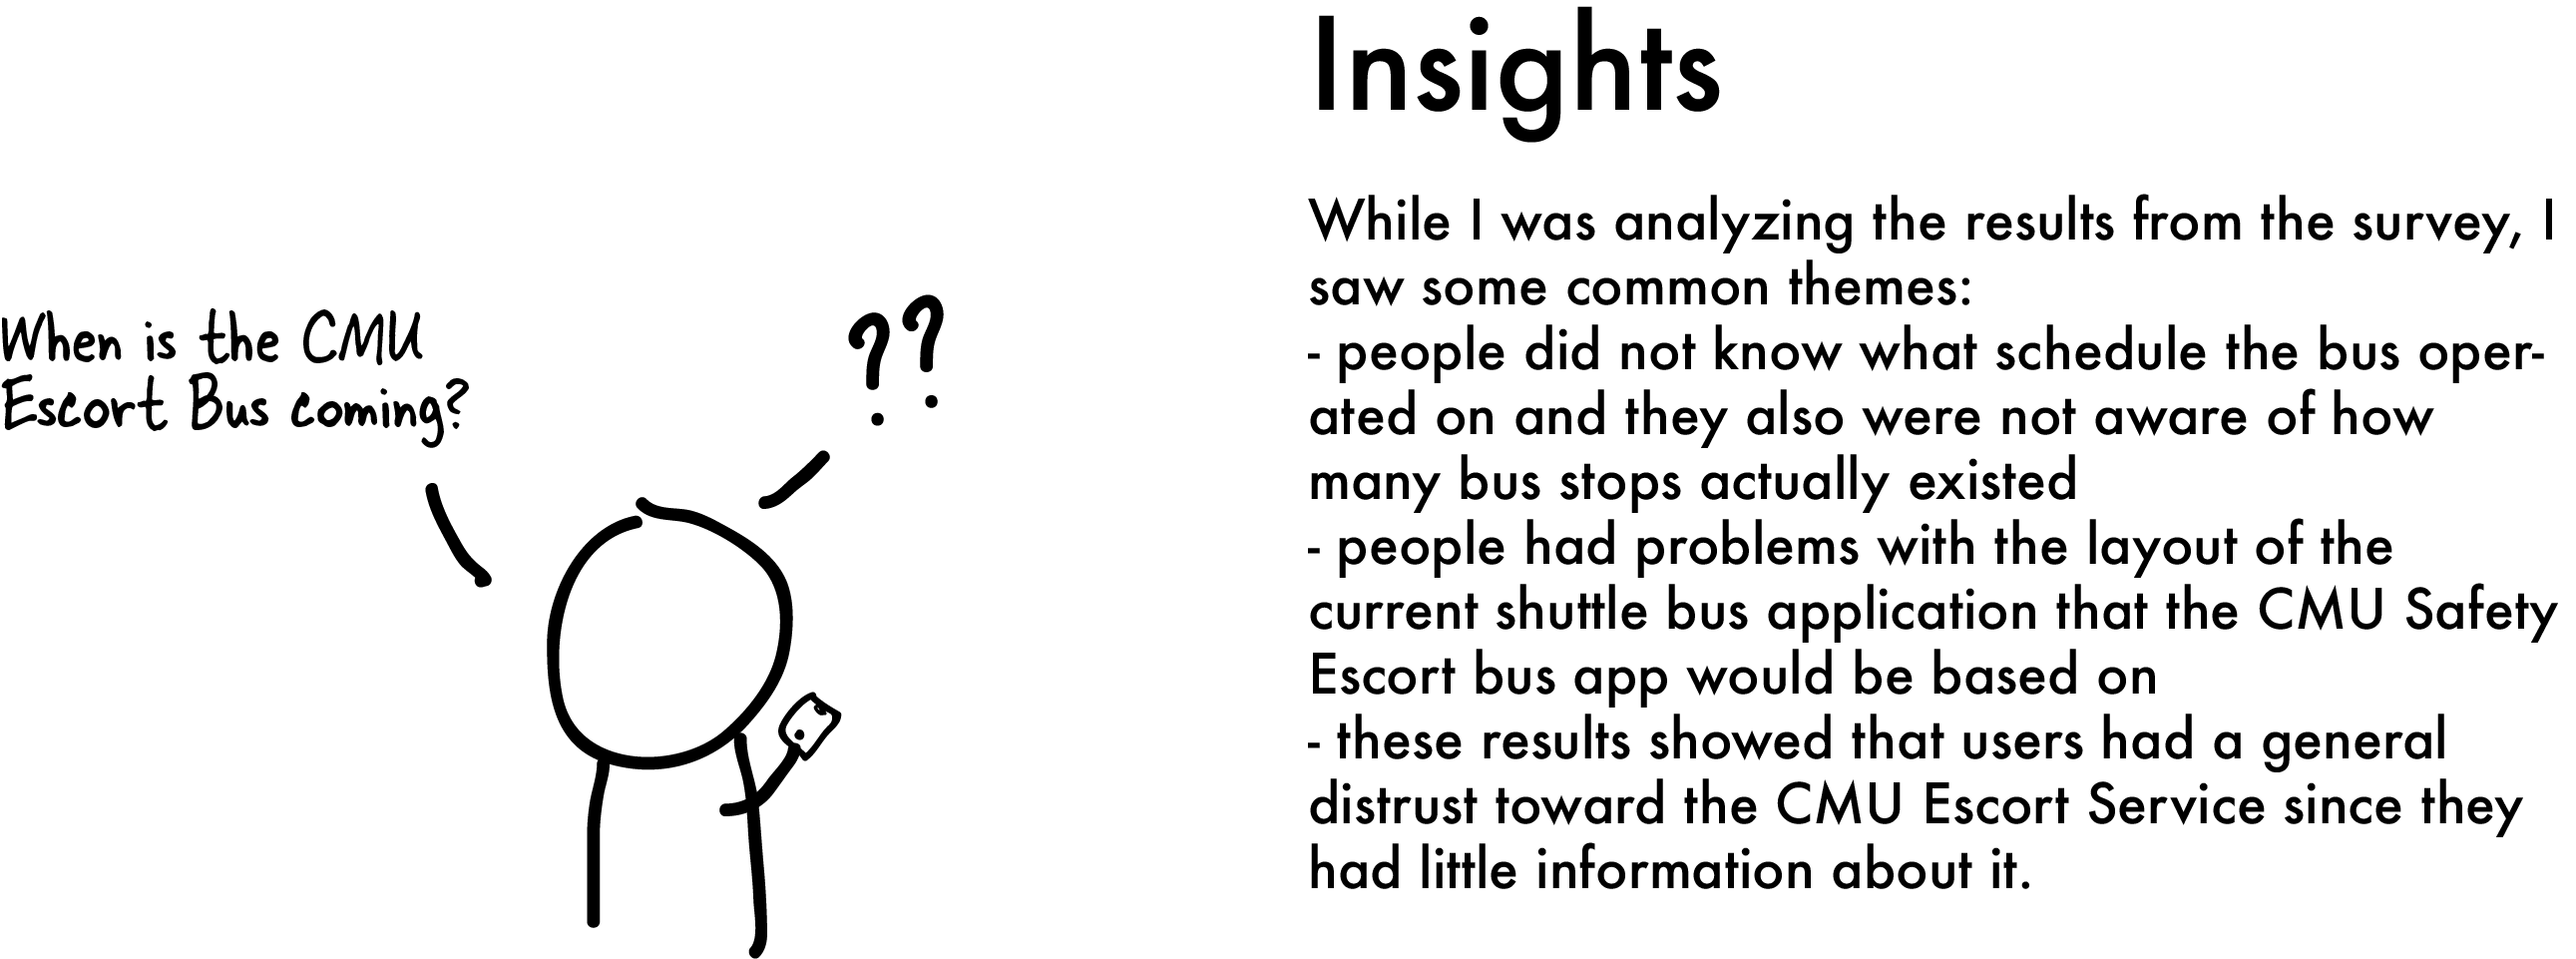 When is the CMU
Escort Bus coming?
??
Insights
While I was analyzing the results from the survey, I
saw some common themes:
- people did not know what schedule the bus oper-
ated on and they also were not aware of how
many bus stops actually existed
- people had problems with the layout of the
current shuttle bus application that the CMU Safety
Escort bus app would be based on
- these results showed that users had a general
distrust toward the CMU Escort Service since they
had little information about it.